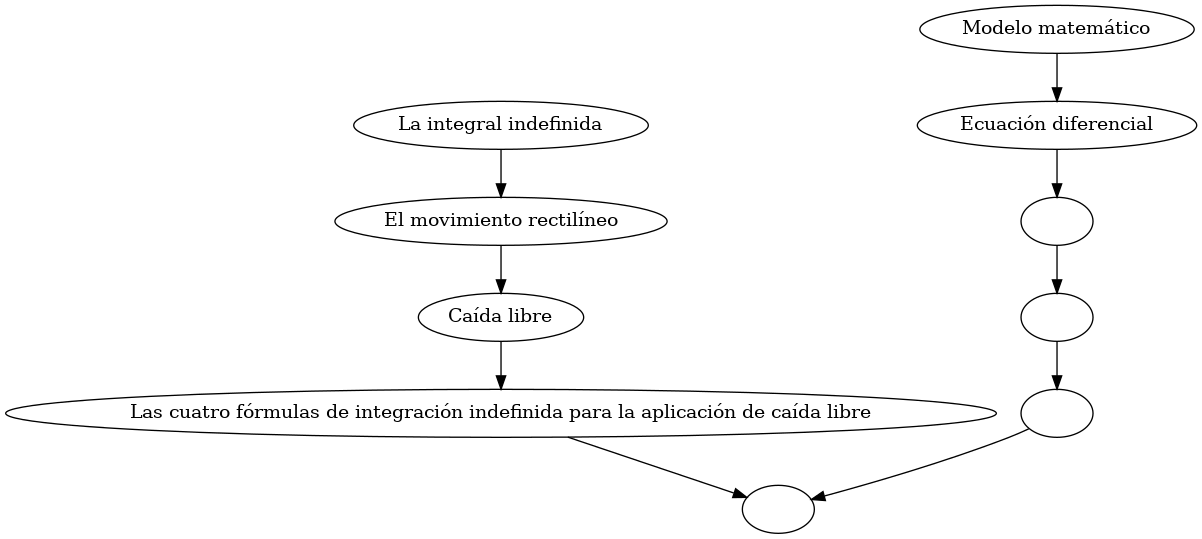 Modelo matemático
La integral indefinida
Ecuación diferencial
El movimiento rectilíneo
Caída libre
Las cuatro fórmulas de integración indefinida para la aplicación de caída libre